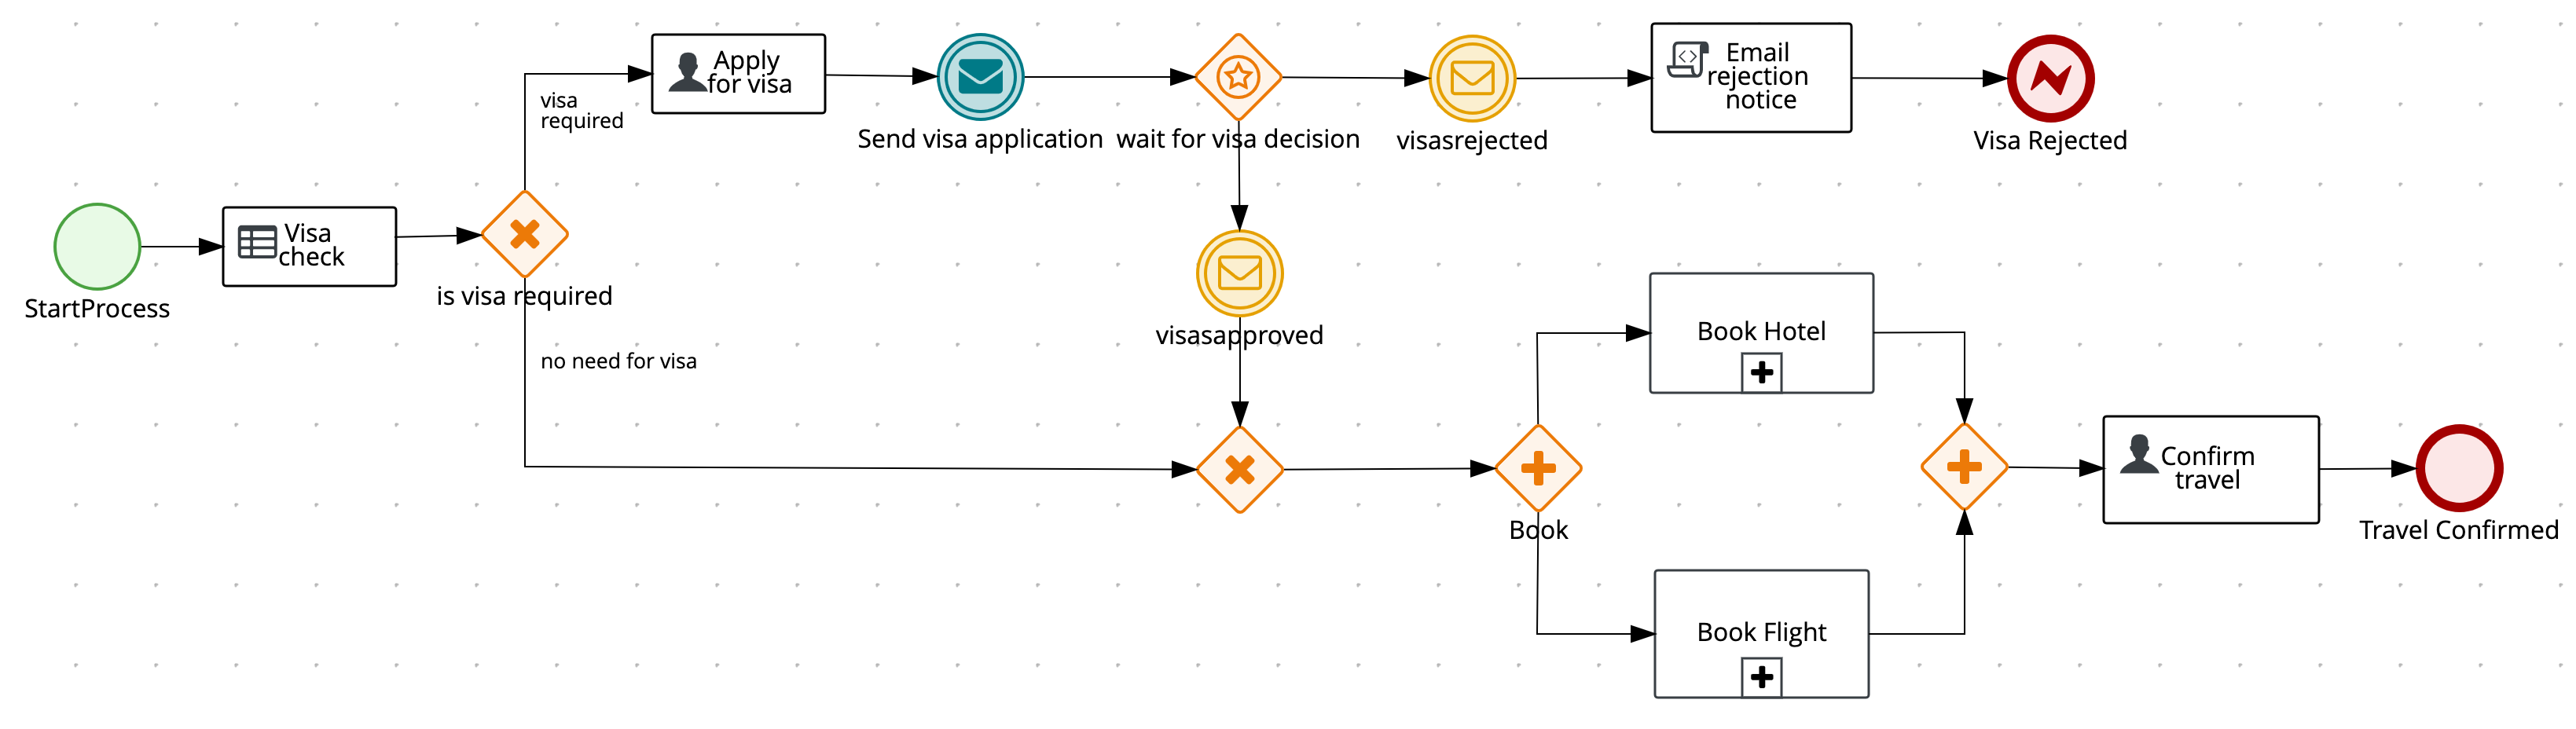 Apply
for visa
visa
required
Send visa application
wait for visa decision
visasrejected
Email
rejection
notice
Visa Rejected
StartProcess
Visa
check
is visa required
no need for visa
visasapproved
Book Hotel
Book
Book Flight
Confirm
travel
Travel Confirmed